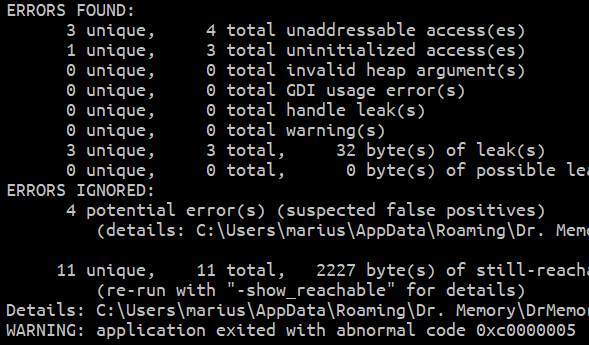 ERRORS FOUND:
3 unique, 4 total unaddressable access(es)
1 unique, 3 total uninitialized access(es)
0 unique, 0 total invalid heap argument(s)
0 unique, 0 total GDI usage error(s)
0 unique, 0 total handle leak(s)
0 unique, 0 total warning(s)
3 unique, 3 total, 32 byte(s) of leak(s)
0 unique, 0 total, 0 byte(s) of possible lea
ERRORS IGNORED:
4 potential error(s) (suspected false positives)
(details: C:\Users\marius\AppData\Roaming\Dr. Memo
11 unique, 11 total, 2227 byte(s) of still-reacha
(re-run with "-show_reachable" for details)
Details: C:\Users\marius\AppData\Roaming\Dr. Memory\DrMemor
WARNING: application exited with abnormal code 0xc0000005